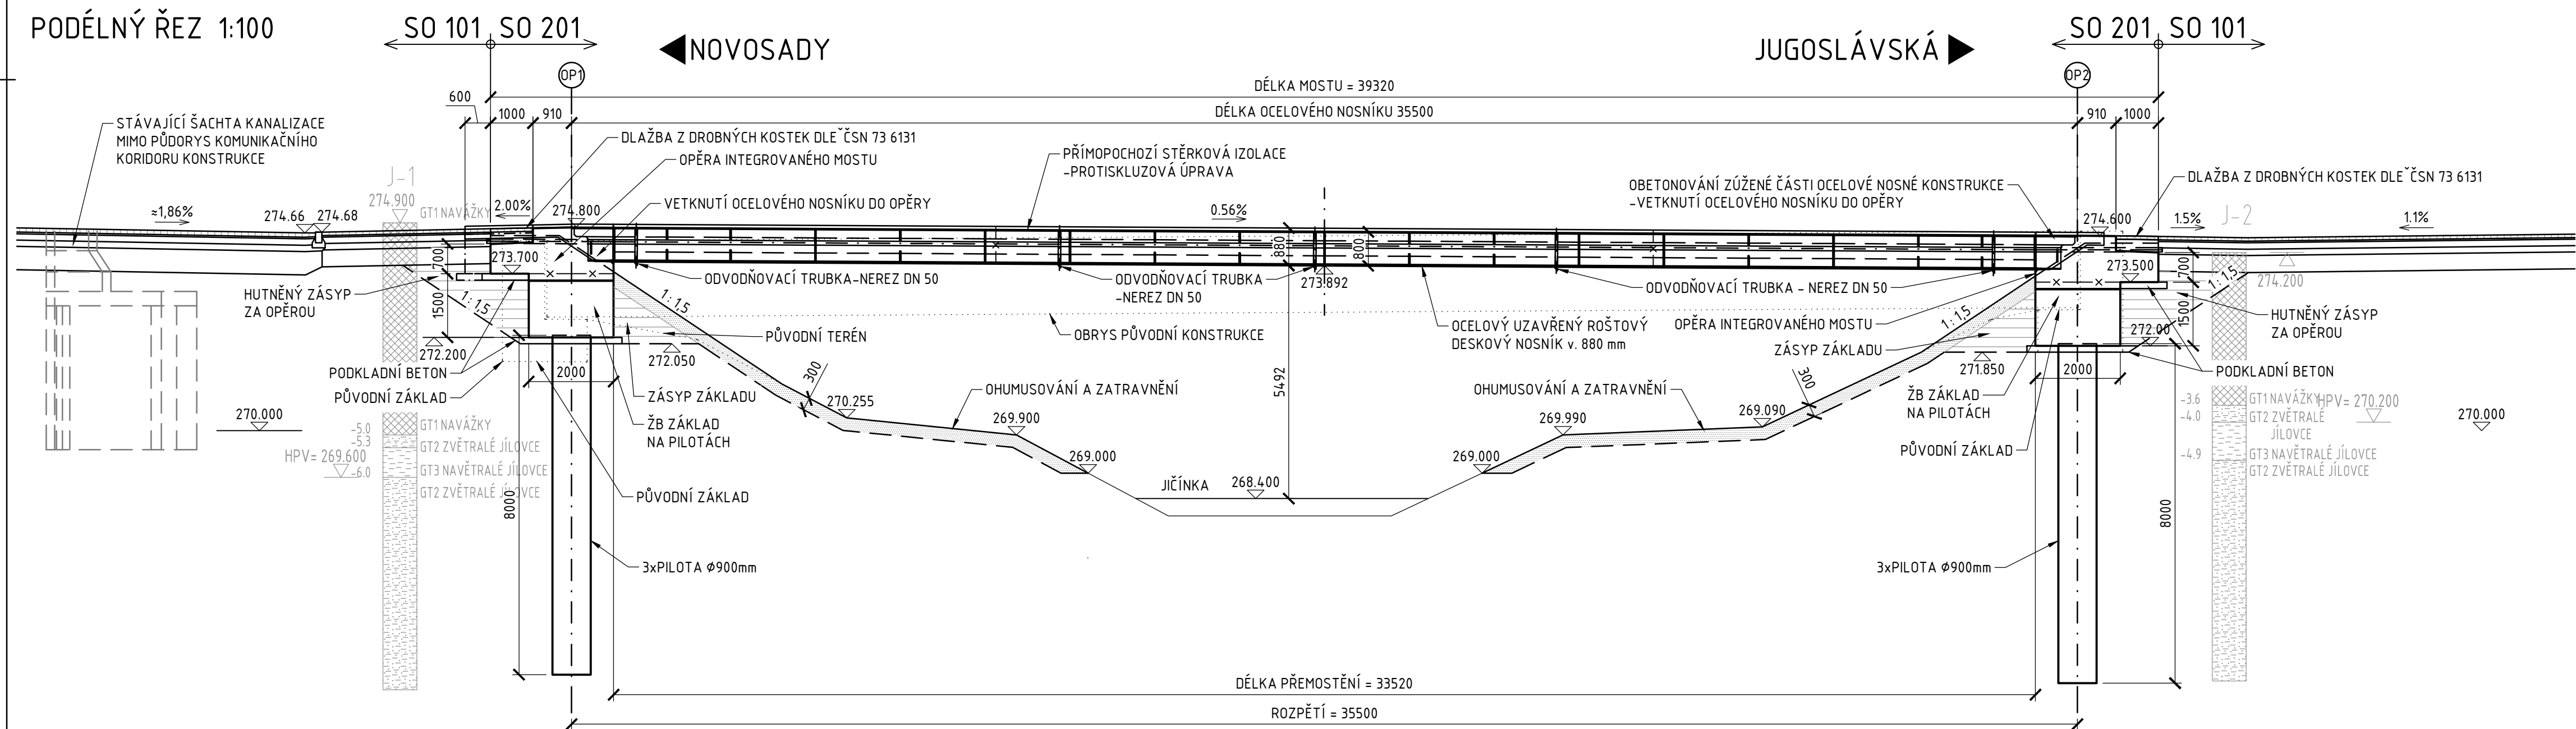 PODÉLNÝ ŘEZ 1:100
SO 101
SO 201
NOVOSADY
JUGOSLÁVSKÁ
SO 201
SO 101
OP1
OP2
DÉLKA MOSTU = 39320
DÉLKA OCELOVÉHO NOSNÍKU 35500
600
1000
910
910
1000
STÁVAJÍCÍ ŠACHTA KANALIZACE
MIMO PŮDORYS KOMUNIKAČNÍHO
KORIDORU KONSTRUKCE
DLAŽBA Z DROBNÝCH KOSTEK DLE ČSN 73 6131
OPĚRA INTEGROVANÉHO MOSTU
VETKNUTÍ OCELOVÉHO NOSNÍKU DO OPĚRY
PŘÍMOPOCHOZÍ STĚRKOVÁ IZOLACE
-PROTISKLUZOVÁ ÚPRAVA
OBETONOVÁNÍ ZÚŽENÉ ČÁSTI OCELOVÉ NOSNÉ KONSTRUKCE
-VETKNUTÍ OCELOVÉHO NOSNÍKU DO OPĚRY
DLAŽBA Z DROBNÝCH KOSTEK DLE ČSN 73 6131
J-1
274.900
GT1 NAVÁŽKY
≈1,86%
274.66
274.68
2.00%
274.800
0.56%
274.600
1.5%
J-2
1.1%
274.200
700
273.700
1500
880
800
273.892
273.500
700
1500
1:1,5
HUTNĚNÝ ZÁSYP
ZA OPĚROU
ODVODŇOVACÍ TRUBKA-NEREZ DN 50
ODVODŇOVACÍ TRUBKA
-NEREZ DN 50
ODVODŇOVACÍ TRUBKA - NEREZ DN 50
1:1,5
1:1,5
PŮVODNÍ TERÉN
OBRYS PŮVODNÍ KONSTRUKCE
OCELOVÝ UZAVŘENÝ ROŠTOVÝ
DESKOVÝ NOSNÍK v. 880 mm
OPĚRA INTEGROVANÉHO MOSTU
ZÁSYP ZÁKLADU
HUTNĚNÝ ZÁSYP
ZA OPĚROU
272.00
272.200
272.050
271.850
PODKLADNÍ BETON
PŮVODNÍ ZÁKLAD
2000
300
ZÁSYP ZÁKLADU
ŽB ZÁKLAD
NA PILOTÁCH
5492
OHUMUSOVÁNÍ A ZATRAVNĚNÍ
OHUMUSOVÁNÍ A ZATRAVNĚNÍ
300
2000
PODKLADNÍ BETON
ŽB ZÁKLAD
NA PILOTÁCH
PŮVODNÍ ZÁKLAD
270.000
270.255
269.900
269.000
269.990
269.090
269.000
270.000
-5.0
-5.3
-6.0
GT1 NAVÁŽKY
GT2 ZVĚTRALÉ JÍLOVCE
GT3 NAVĚTRALÉ JÍLOVCE
GT2 ZVĚTRALÉ JÍLOVCE
HPV= 269.600
-3.6
-4.0
-4.9
GT1 NAVÁŽKY
HPV= 270.200
GT2 ZVĚTRALÉ
JÍLOVCE
GT3 NAVĚTRALÉ JÍLOVCE
GT2 ZVĚTRALÉ JÍLOVCE
PŮVODNÍ ZÁKLAD
JIČÍNKA
268.400
8000
8000
3xPILOTA Ø900mm
3xPILOTA Ø900mm
DÉLKA PŘEMOSTĚNÍ = 33520
ROZPĚTÍ = 35500